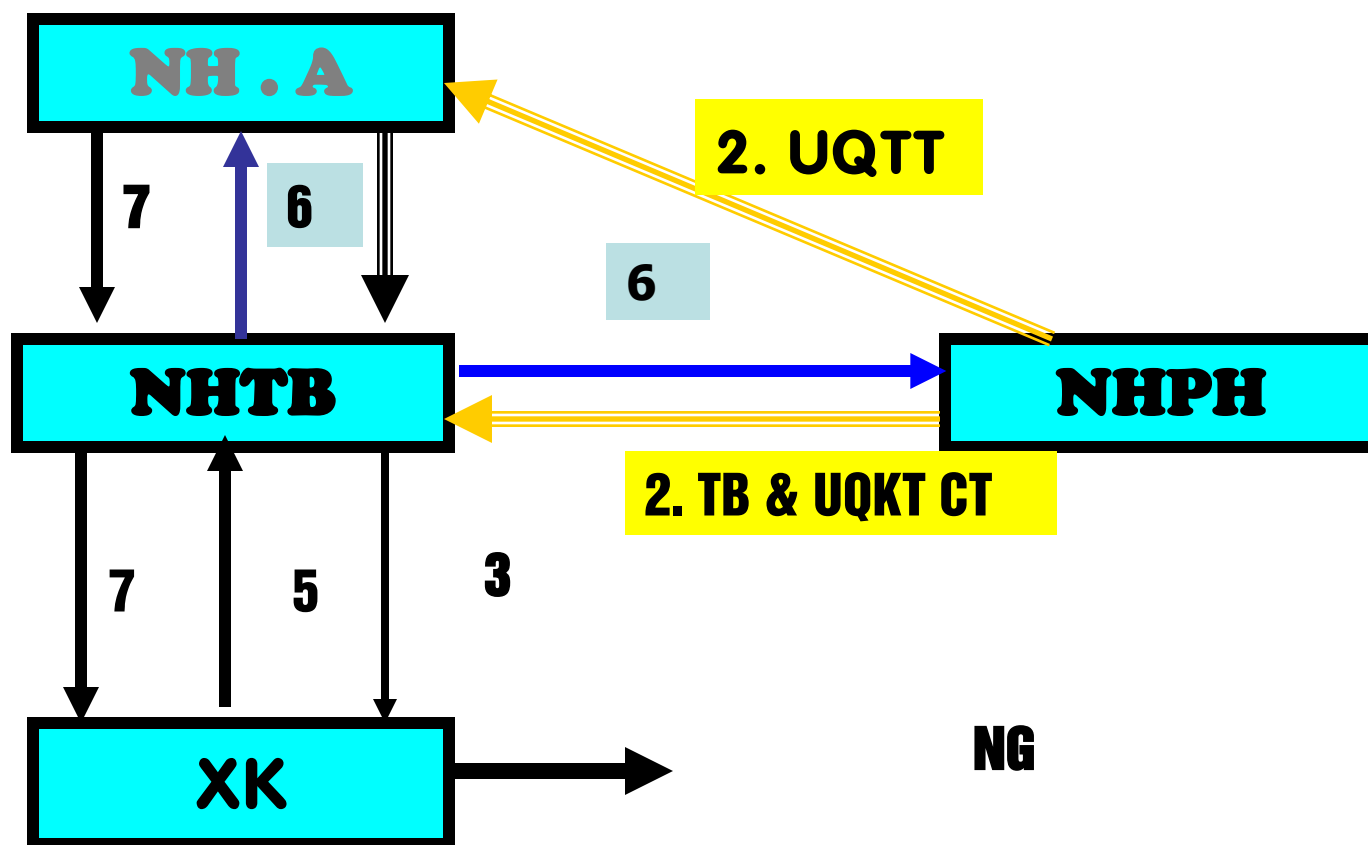 NH . A
2. UQTT
7
6
6
NHTB
NHPH
2. TB & UQKT CT
3
7
5
NG
XK